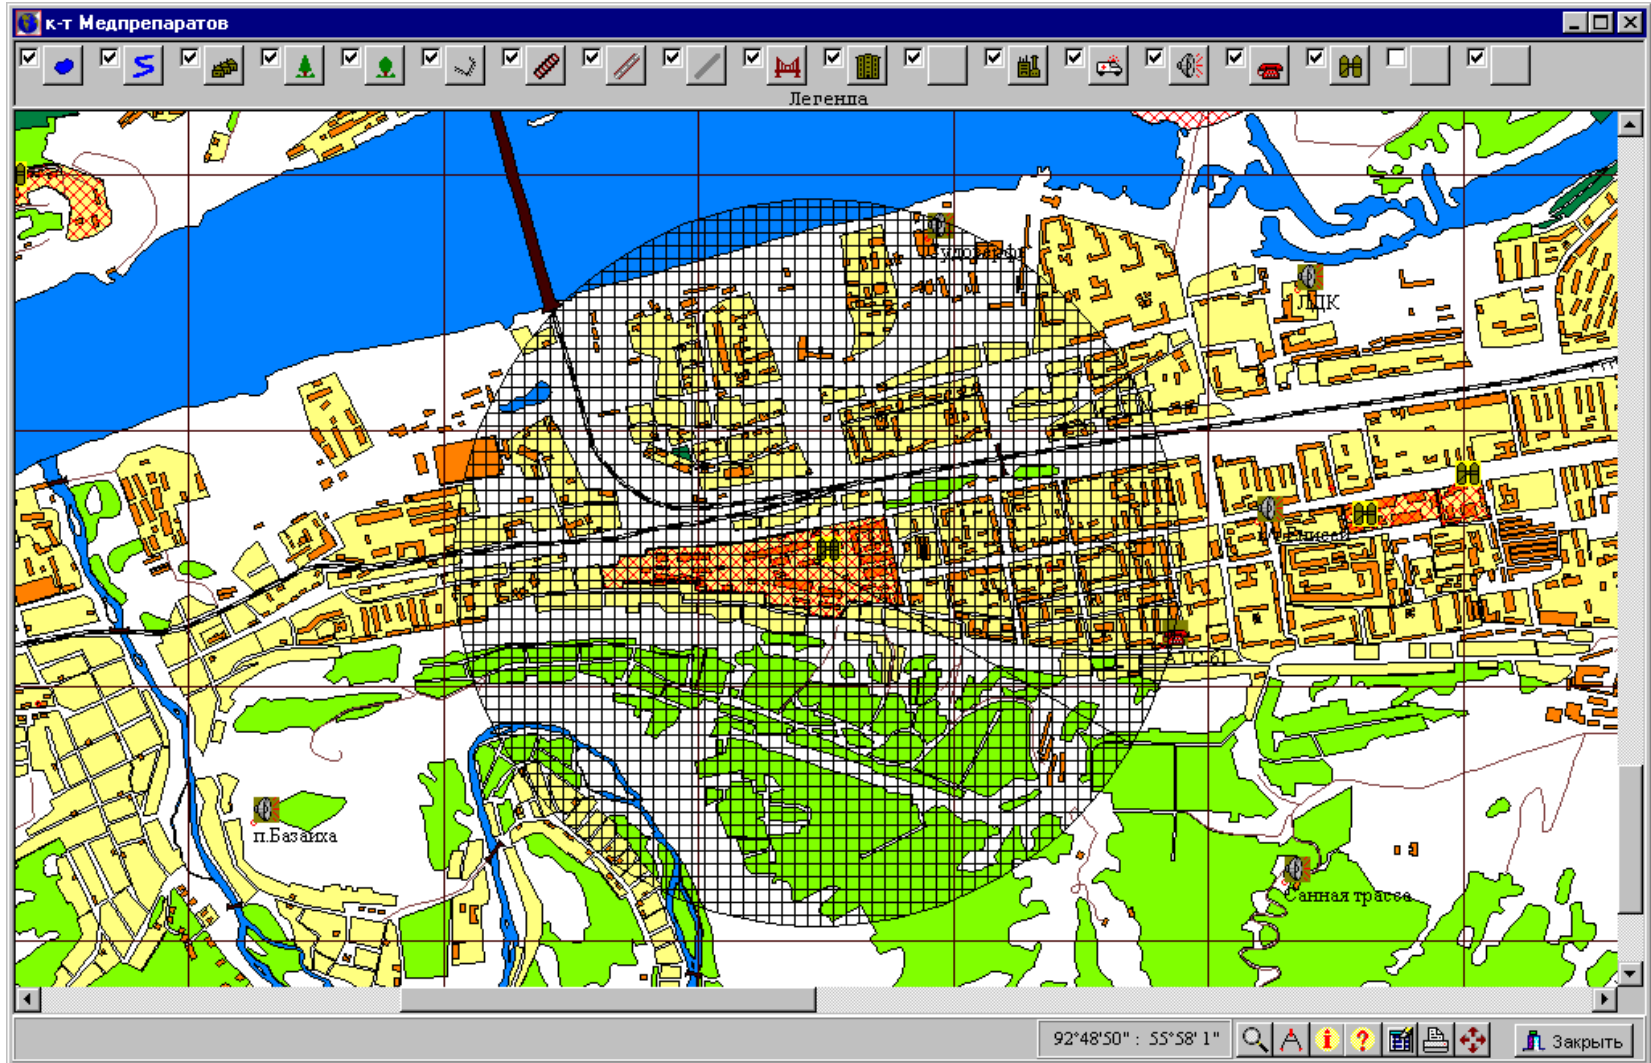 к-т Медпрепаратов
Легенда
ЛДК
п.Базаиха
Санная трасса
92°48'50" : 55°58' 1"
Закрыть